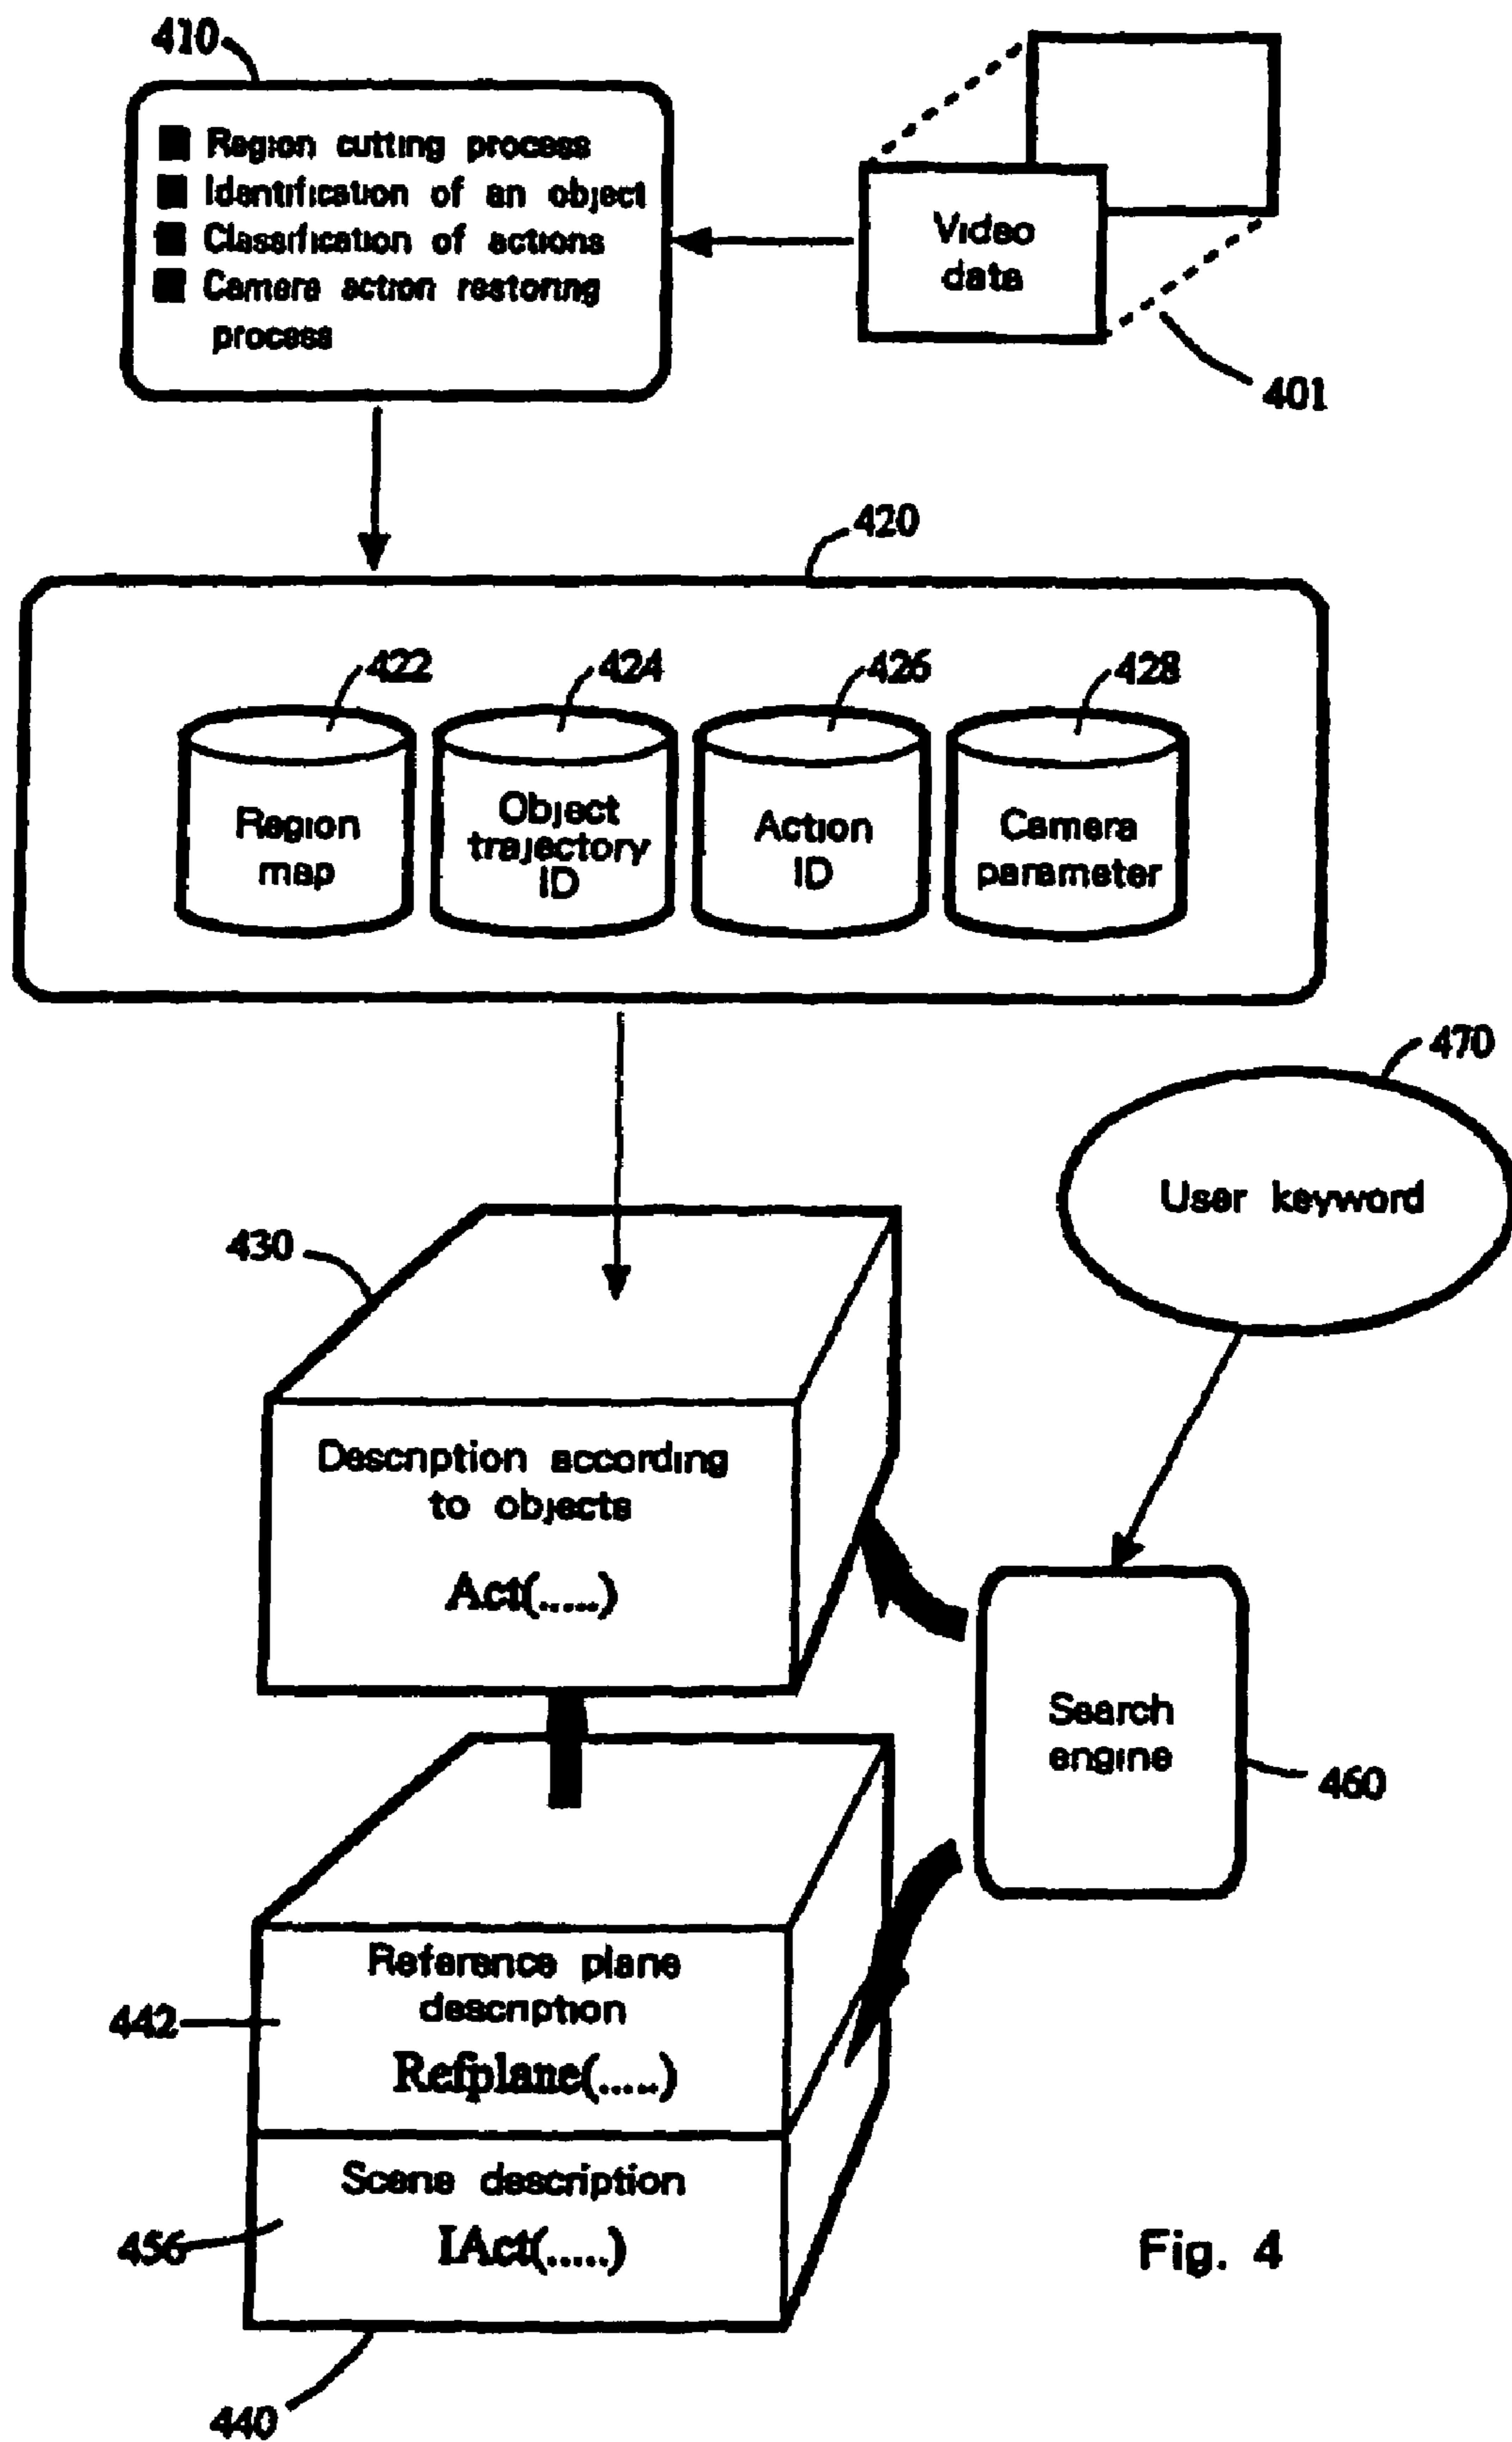 410
Region cutting process
Identification of an object
Classification of actions
Camera action restoring
process
Video
data
401
420
422
424
426
428
Region
map
Object
trajectory
ID
Action
ID
Camera
parameter
470
User keyword
430
Description according
to objects
Act(.....)
Search
engine
460
Reference plane
description
442
Refplane(.....)
Scene description
456
IAct(.....)
Fig. 4
440